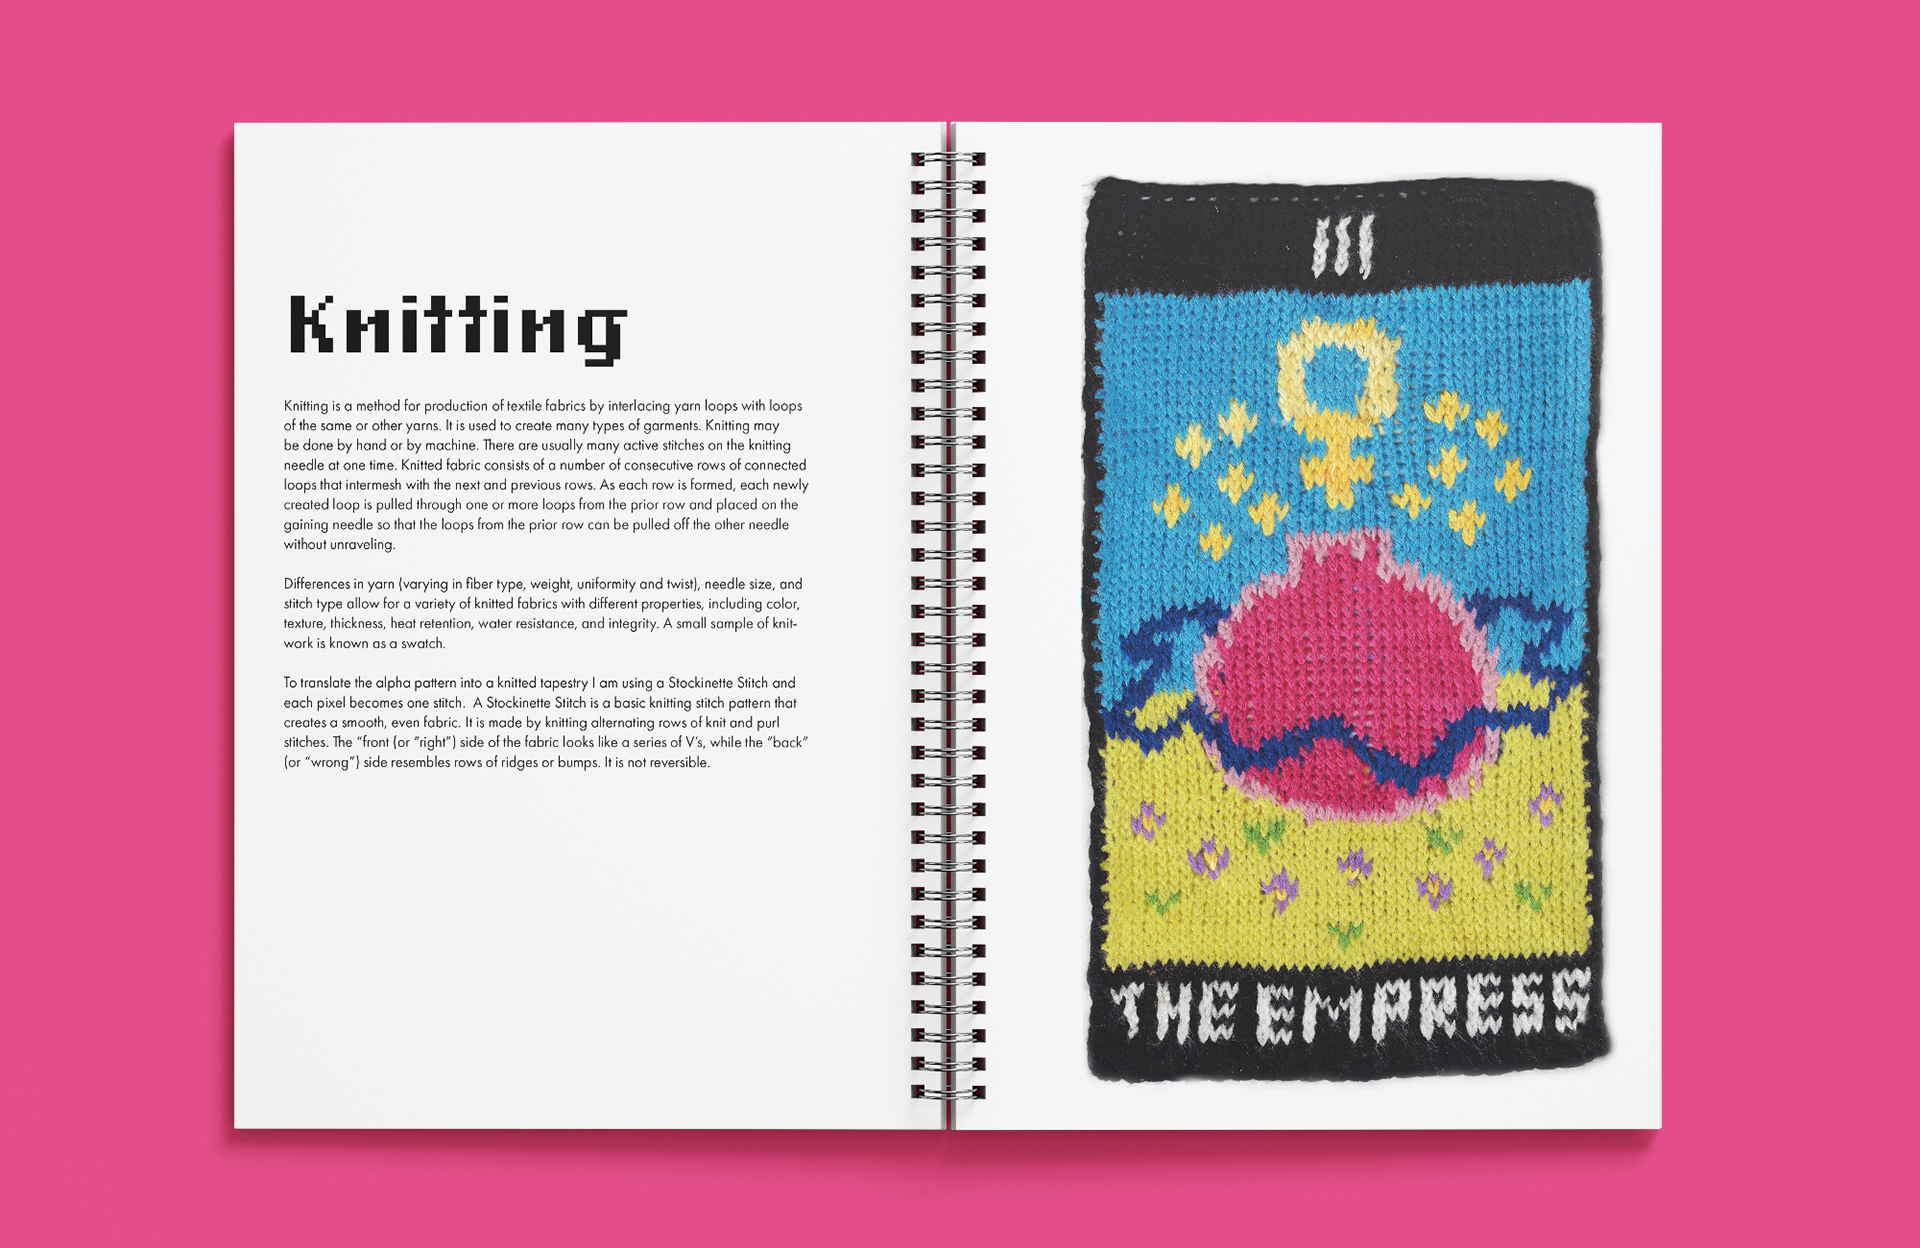 Knitting
Knitting is a method for production of textile fabrics by interlacing yarn loops with loops
of the same or other yarns. It is used to create many types of garments. Knitting may
be done by hand or by machine. There are usually many active stitches on the knitting
needle at one time. Knitted fabric consists of a number of consecutive rows of connected
loops that intermesh with the next and previous rows. As each row is formed, each newly
created loop is pulled through one or more loops from the prior row and placed on the
gaining needle so that the loops from the prior row can be pulled off the other needle
without unraveling.
Differences in yarn (varying in fiber type, weight, uniformity and twist), needle size, and
stitch type allow for a variety of knitted fabrics with different properties, including color,
texture, thickness, heat retention, water resistance, and integrity. A small sample of knit-
work is known as a swatch.
To translate the alpha pattern into a knitted tapestry I am using a Stockinette Stitch and
each pixel becomes one stitch.  A Stockinette Stitch is a basic knitting stitch pattern that
creates a smooth, even fabric. It is made by knitting alternating rows of knit and purl
stitches. The “front (or “right”) side of the fabric looks like a series of V’s, while the “back”
(or “wrong”) side resembles rows of ridges or bumps. It is not reversible.
III
THE EMPRESS